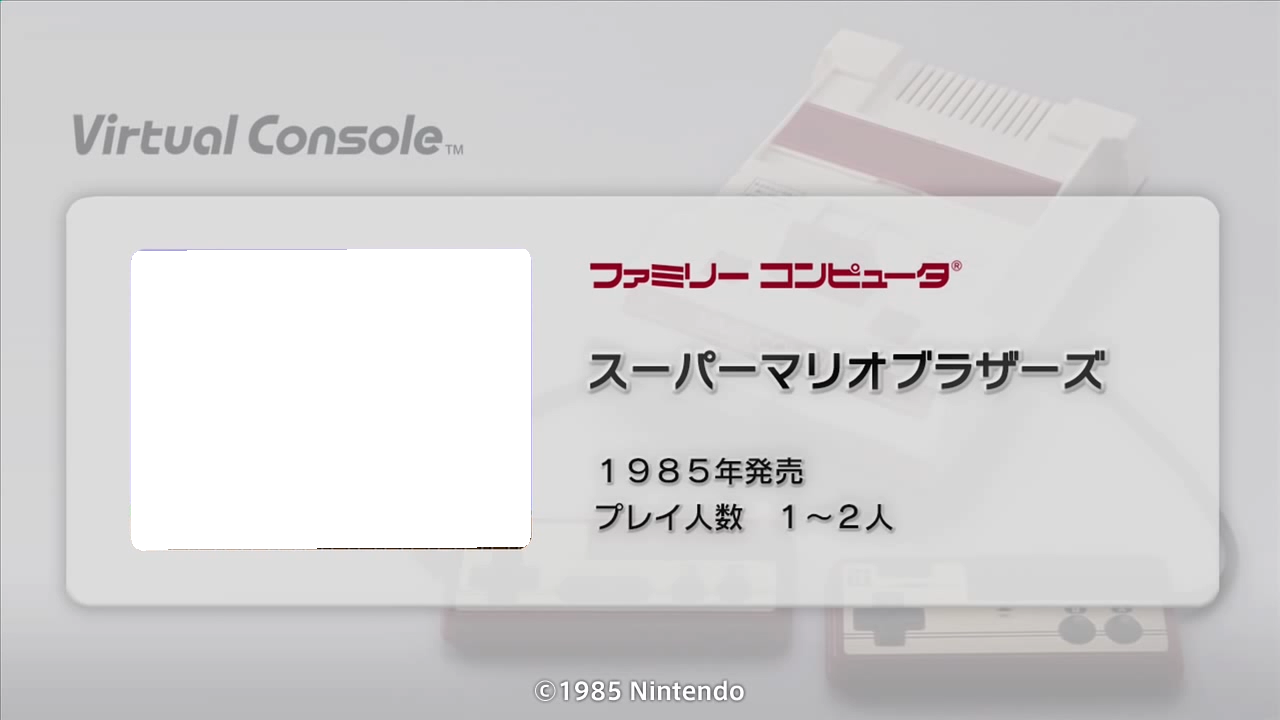 Virtual Console™
ファミリー コンピュータ®
スーパーマリオブラザーズ
１９８５年発売
プレイ人数　１～２人
©1985 Nintendo